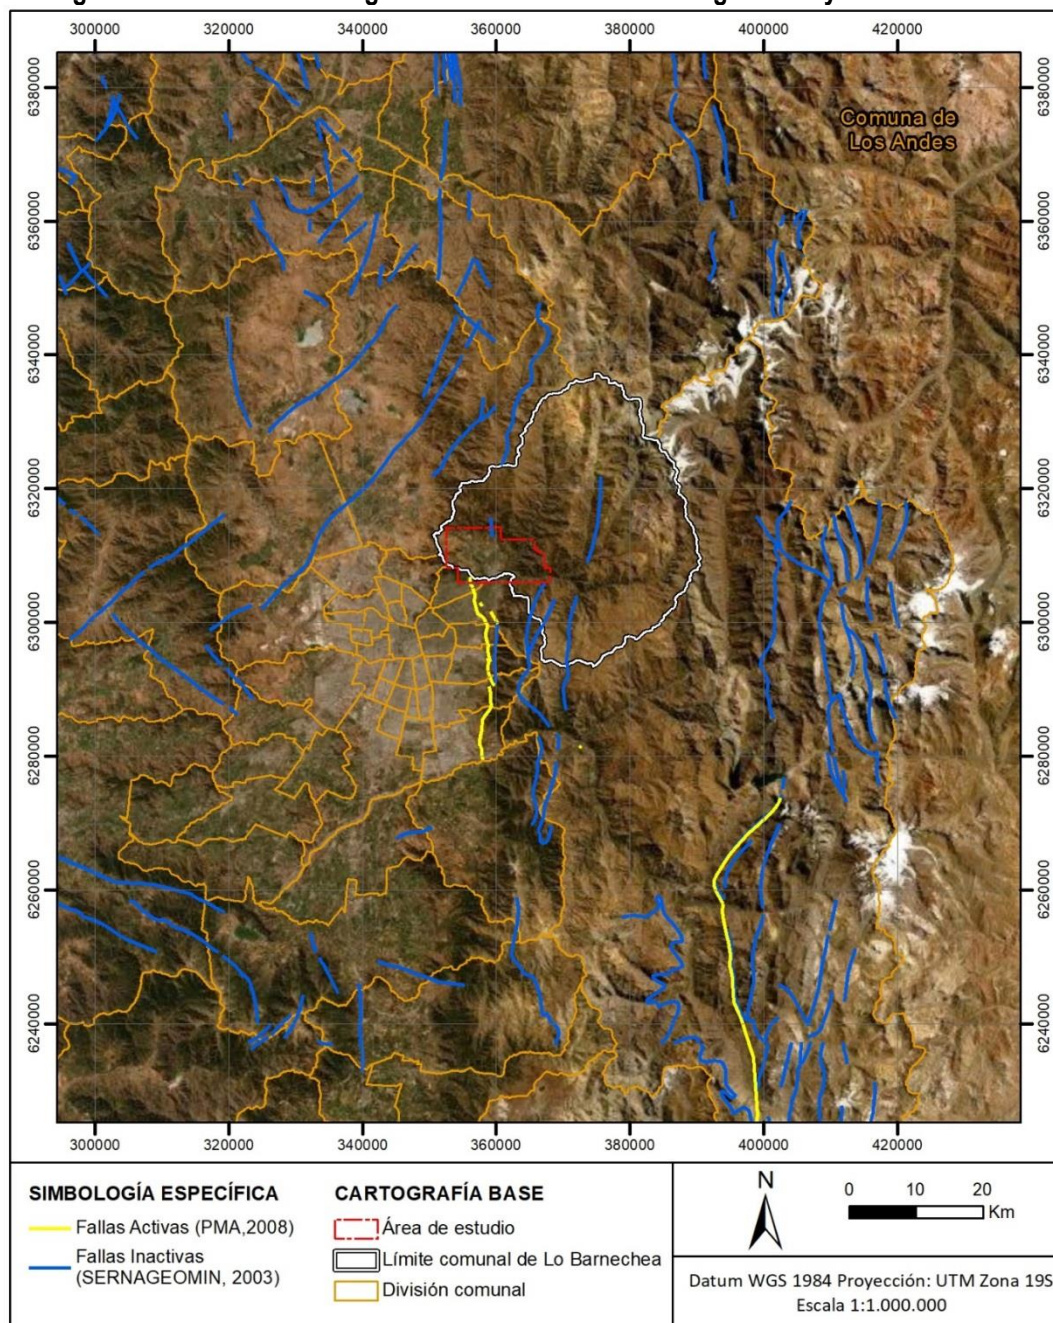 300000 320000 340000 360000 380000 400000 420000
6380000 6380000
Comuna de
Los Andes
6360000 6360000
6340000 6340000
6320000 6320000
6300000 6300000
6280000 6280000
6260000 6260000
6240000 6240000
300000 320000 340000 360000 380000 400000 420000
SIMBOLOGÍA ESPECÍFICA
Fallas Activas (PMA,2008)
Fallas Inactivas
(SERNAGEOMIN, 2003)
CARTOGRAFÍA BASE
Área de estudio
Límite comunal de Lo Barnechea
División comunal
N
0 10 20
Km
Datum WGS 1984 Proyección: UTM Zona 19S
Escala 1:1.000.000